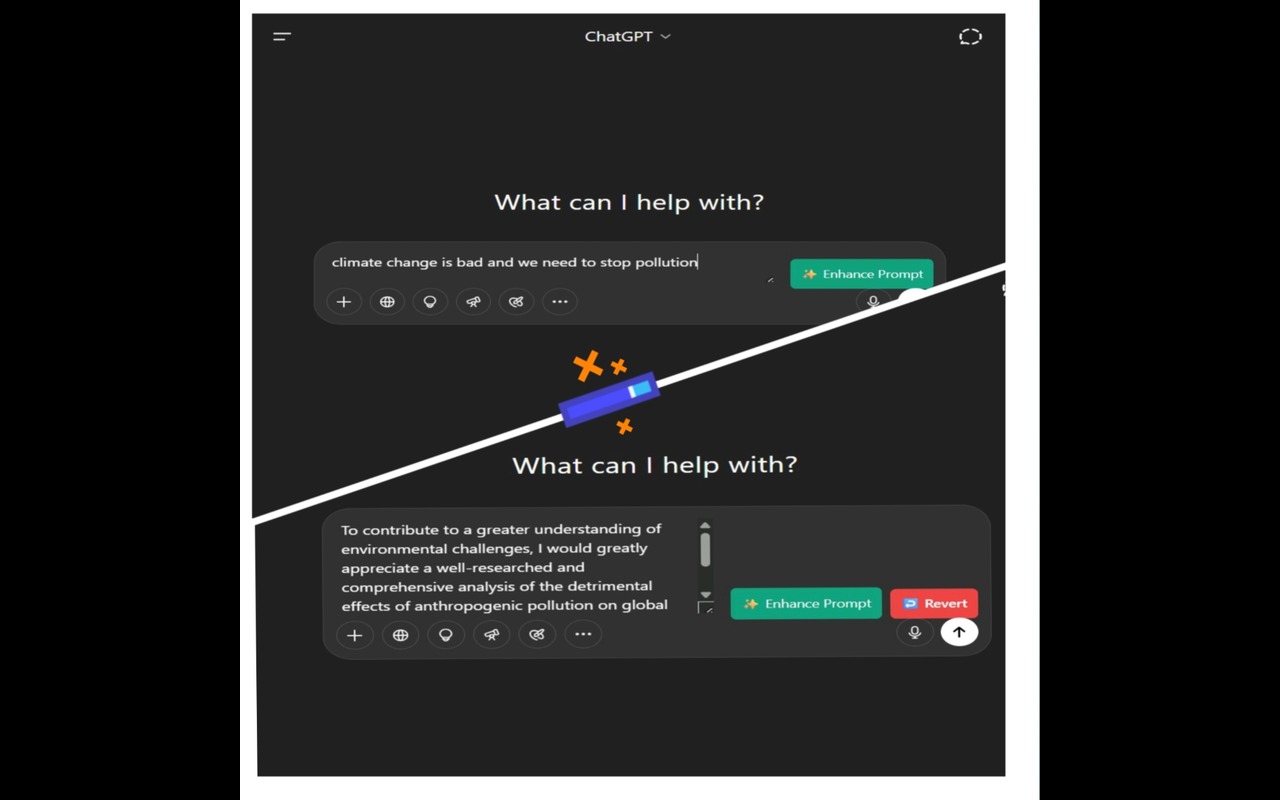 ChatGPT
What can I help with?
climate change is bad and we need to stop pollution
Enhance Prompt
What can I help with?
To contribute to a greater understanding of
environmental challenges, I would greatly
appreciate a well-researched and
comprehensive analysis of the detrimental
effects of anthropogenic pollution on global
Enhance Prompt
Revert